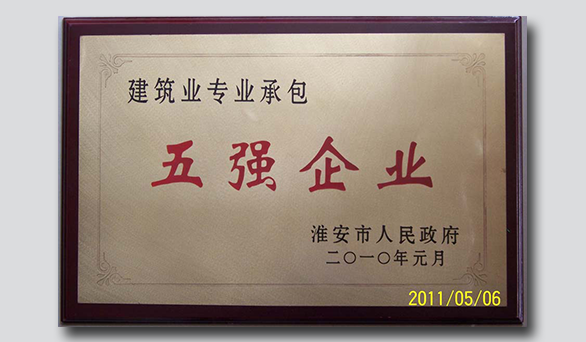 建筑业专业承包
五强企业
淮安市人民政府
二〇一〇年元月
2011/05/06